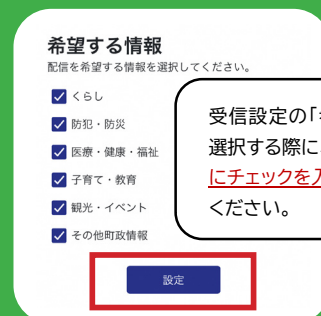 希望する情報
配信を希望する情報を選択してください。
くらし
防犯・防災
医療・健康・福祉
子育て・教育
観光・イベント
その他町政情報
設定
受信設定の「
選択する際に
にチェックを入
ください。